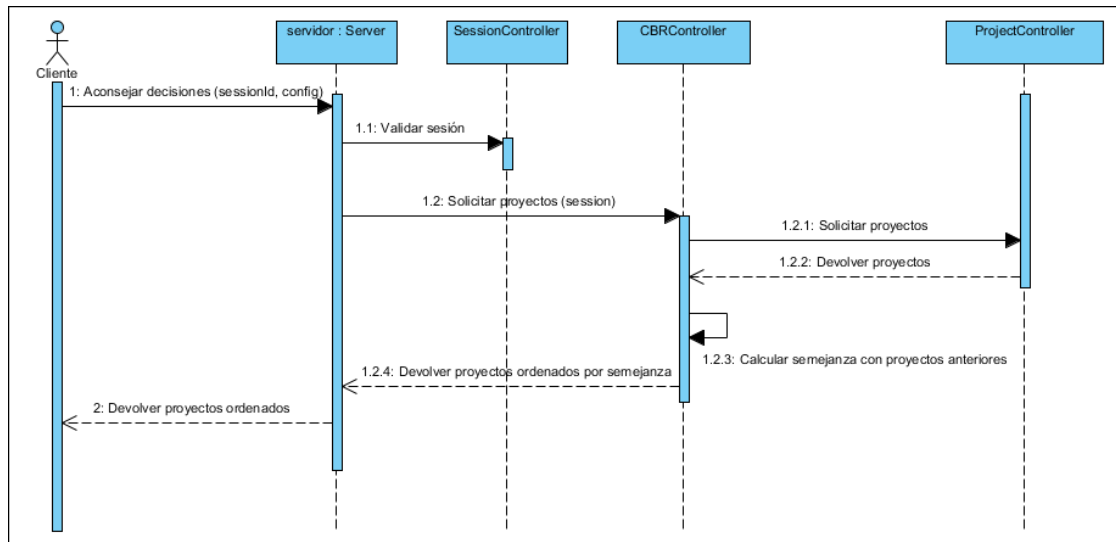 servidor : Server
SessionController
CBRController
ProjectController
Cliente
1: Aconsejar decisiones (sessionId, config)
1.1: Validar sesión
1.2: Solicitar proyectos (session)
1.2.1: Solicitar proyectos
1.2.2: Devolver proyectos
1.2.3: Calcular semejanza con proyectos anteriores
1.2.4: Devolver proyectos ordenados por semejanza
2: Devolver proyectos ordenados